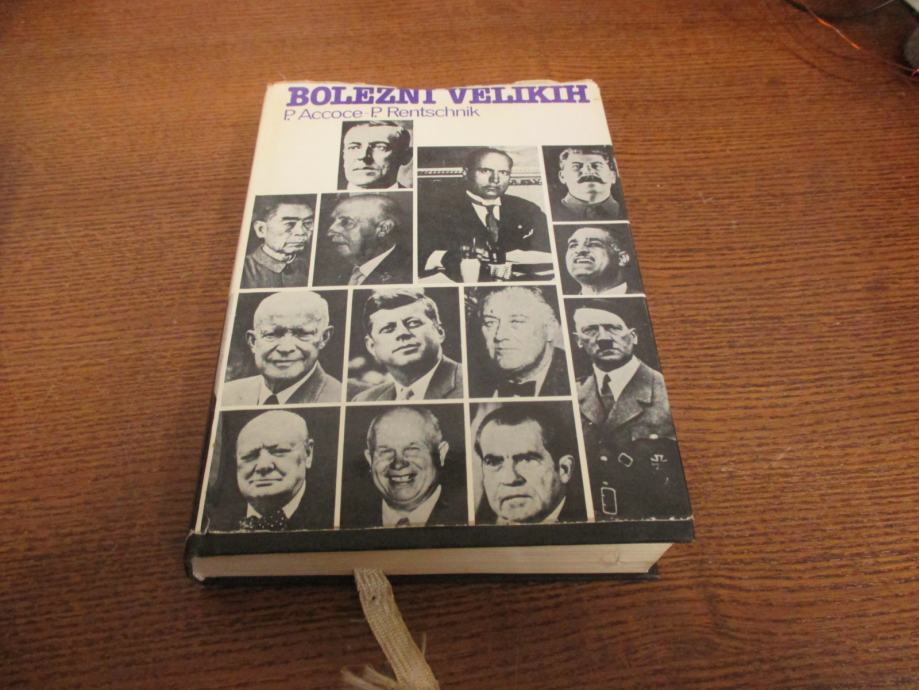 BOLEZNI VELIKIH
P. Accoce-P. Rentschnik